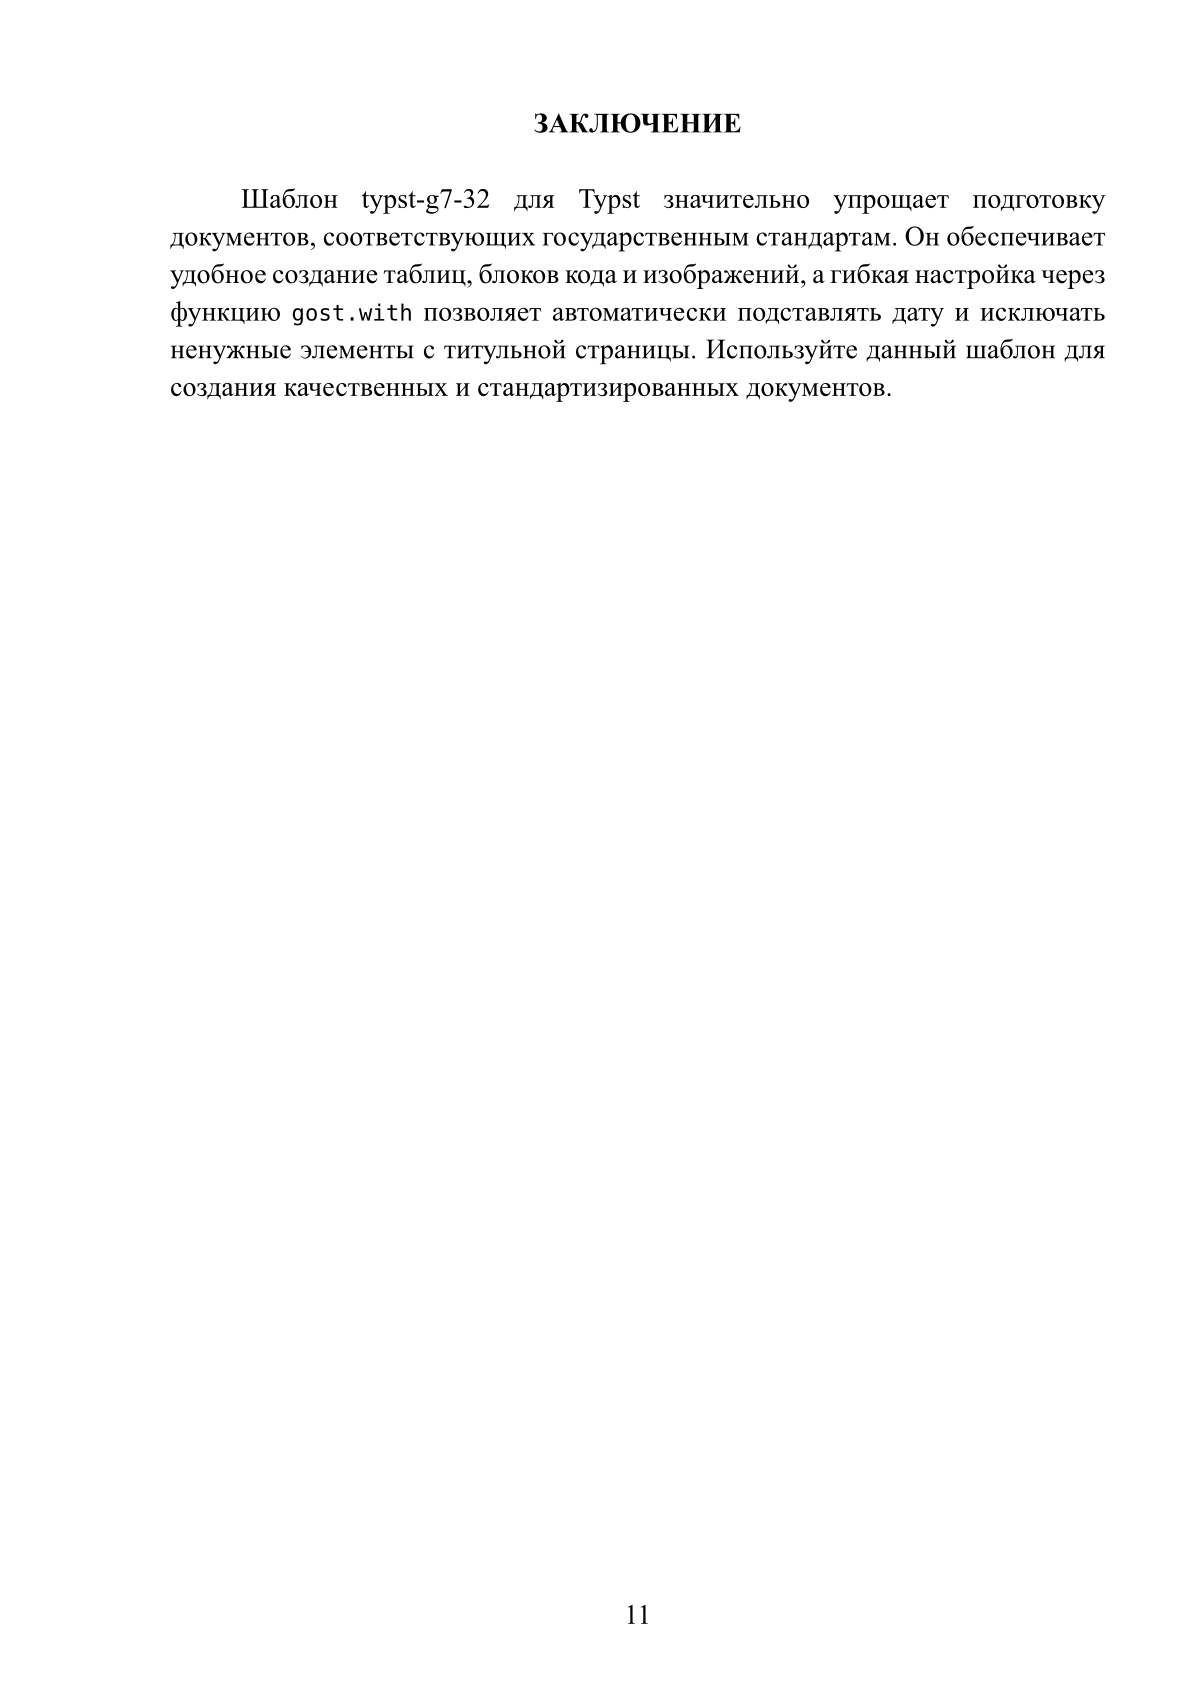 ЗАКЛЮЧЕНИЕ
Шаблон typst-g7-32 для Typst значительно упрощает подготовку
документов, соответствующих государственным стандартам. Он обеспечивает
удобное создание таблиц, блоков кода и изображений, а гибкая настройка через
функцию gost.with позволяет автоматически подставлять дату и исключать
ненужные элементы с титульной страницы. Используйте данный шаблон для
создания качественных и стандартизированных документов.
11